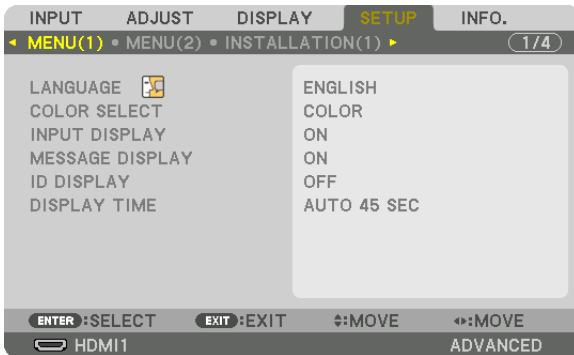 INPUT ADJUST DISPLAY SETUP INFO.
MENU(1) • MENU(2) • INSTALLATION(1) 1/4
LANGUAGE ENGLISH
COLOR SELECT COLOR
INPUT DISPLAY ON
MESSAGE DISPLAY ON
ID DISPLAY OFF
DISPLAY TIME AUTO 45 SEC
ENTER :SELECT EXIT :EXIT :MOVE :MOVE
HDMI1 ADVANCED